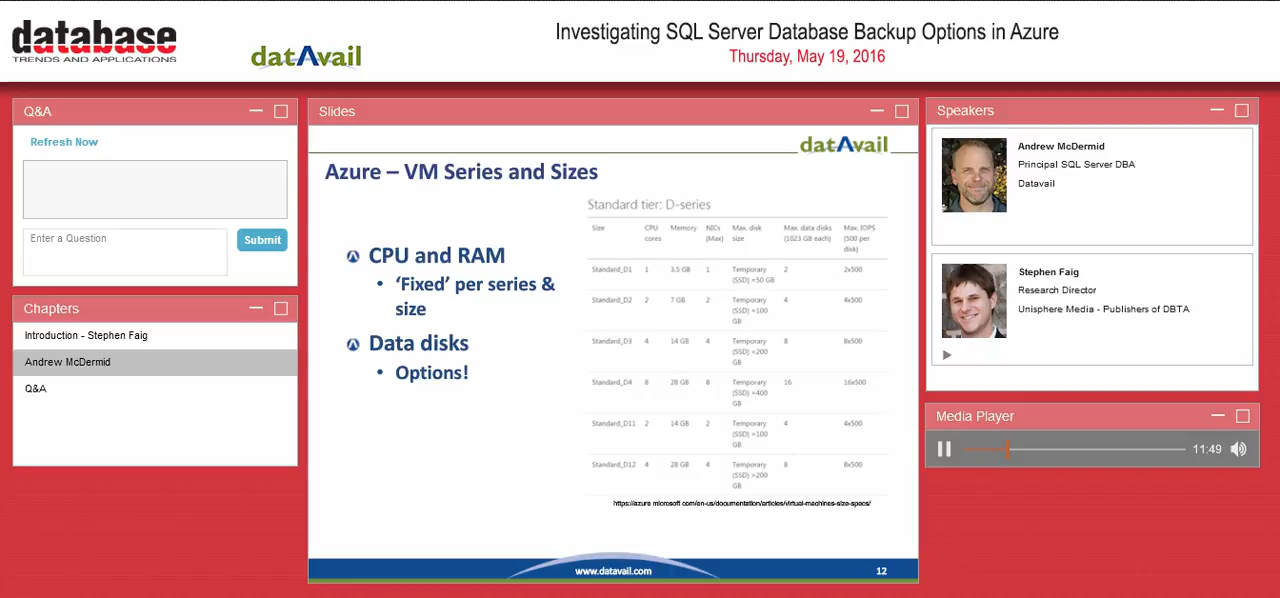 database
TRENDS AND APPLICATIONS
datAvail
Investigating SQL Server Database Backup Options in Azure
Thursday, May 19, 2016
Q&A
Refresh Now
Enter a Question
Submit
Chapters
Introduction - Stephen Faig
Andrew McDermid
Q&A
Slides
datAvail
Azure – VM Series and Sizes
CPU and RAM
• 'Fixed' per series &
size
Data disks
• Options!
Standard tier: D-series
Size CPU cores Memory NICs (Max) Max. disk size Max. data disks (1023 GB each) Max. IOPS (500 per disk)
Standard_D1 1 3.5 GB 1 Temporary (SSD) =50 GB 2 2x500
Standard_D2 2 7 GB 2 Temporary (SSD) =100 GB 4 4x500
Standard_D3 4 14 GB 4 Temporary (SSD) =200 GB 8 8x500
Standard_D4 8 28 GB 8 Temporary (SSD) =400 GB 16 16x500
Standard_D11 2 14 GB 2 Temporary (SSD) =100 GB 4 4x500
Standard_D12 4 28 GB 4 Temporary (SSD) =200 GB 8 8x500
https://azure.microsoft.com/en-us/documentation/articles/virtual-machines-size-specs/
www.datavail.com
12
Speakers
Andrew McDermid
Principal SQL Server DBA
Datavail
Stephen Faig
Research Director
Unisphere Media - Publishers of DBTA
Media Player
11:49